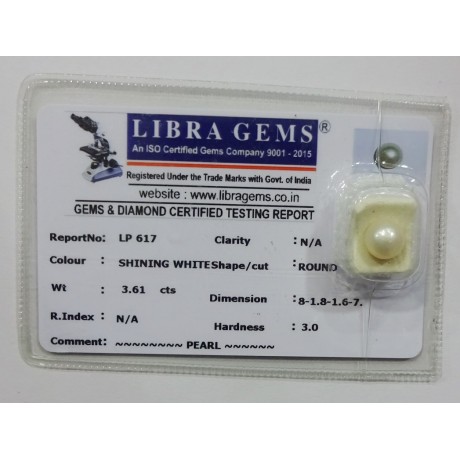 LIBRA GEMS®
An ISO Certified Gems Company 9001 - 2015
Registered Under the Trade Marks with Govt. of India
website : www.libragems.co.in
GEMS & DIAMOND CERTIFIED TESTING REPORT
ReportNo: LP 617 Clarity : N/A
Colour : SHINING WHITE Shape/cut : ROUND
Wt : 3.61 cts Dimension : 8-1.8-1.6-7.
R.Index : N/A Hardness : 3.0
Comment: ~~~~~~~~ PEARL ~~~~~~